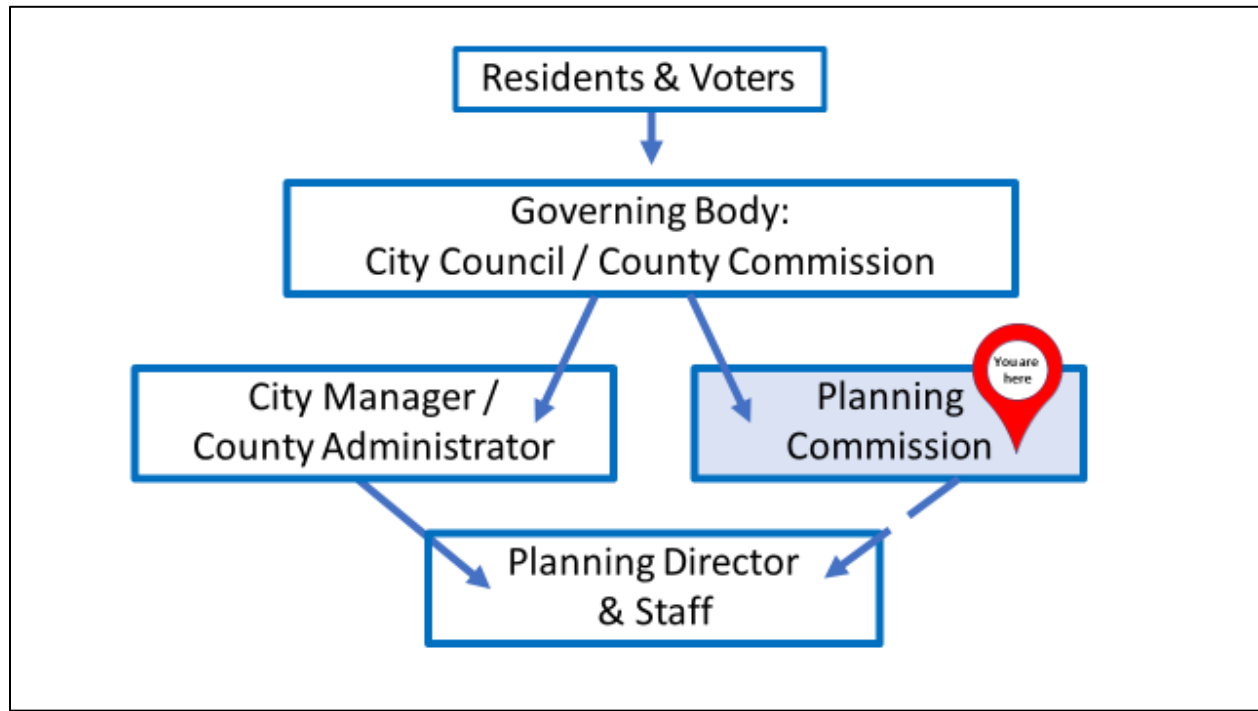 Residents & Voters
Governing Body:
City Council / County Commission
City Manager /
County Administrator
Planning
Commission
You are
here
Planning Director
& Staff